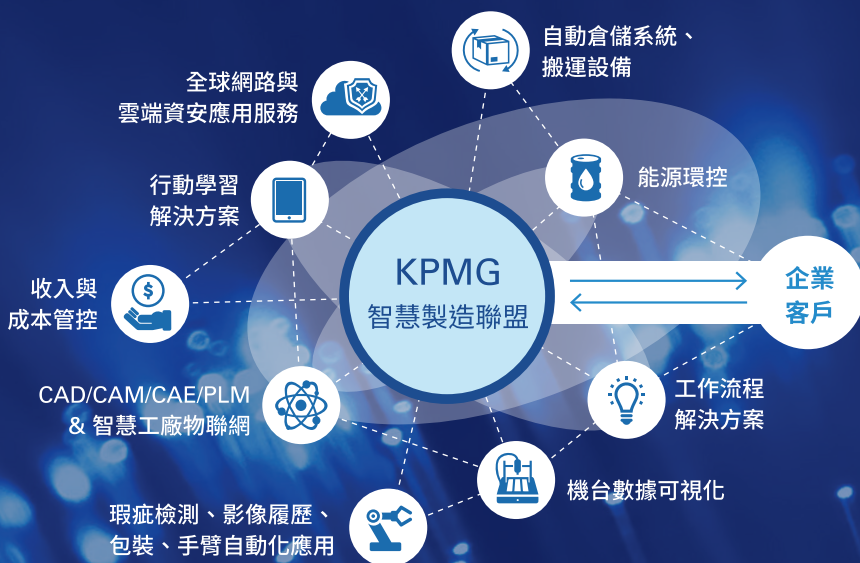 自動倉儲系統、
搬運設備
全球網路與
雲端資安應用服務
行動學習
解決方案
能源環控
KPMG
智慧製造聯盟
企業
客戶
收入與
成本管控
$
CAD/CAM/CAE/PLM
& 智慧工廠物聯網
工作流程
解決方案
機台數據可視化
瑕疵檢測、影像履歷、
包裝、手臂自動化應用